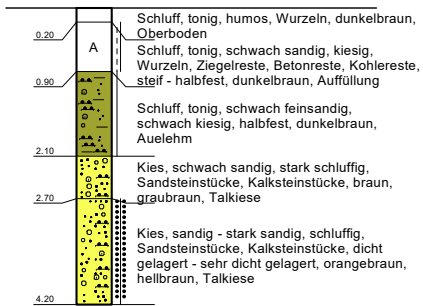 Schluff, tonig, humos, Wurzeln, dunkelbraun,
0.20
Oberboden
A
Schluff, tonig, schwach sandig, kiesig,
Wurzeln, Ziegelreste, Betonreste, Kohlereste,
0.90
steif - halbfest, dunkelbraun, Auffüllung
Schluff, tonig, schwach feinsandig,
schwach kiesig, halbfest, dunkelbraun,
Auelehm
2.10
Kies, schwach sandig, stark schluffig,
Sandsteinstücke, Kalksteinstücke, braun,
2.70
graubraun, Talkiese
Kies, sandig - stark sandig, schluffig,
Sandsteinstücke, Kalksteinstücke, dicht
gelagert - sehr dicht gelagert, orangebraun,
hellbraun, Talkiese
4.20